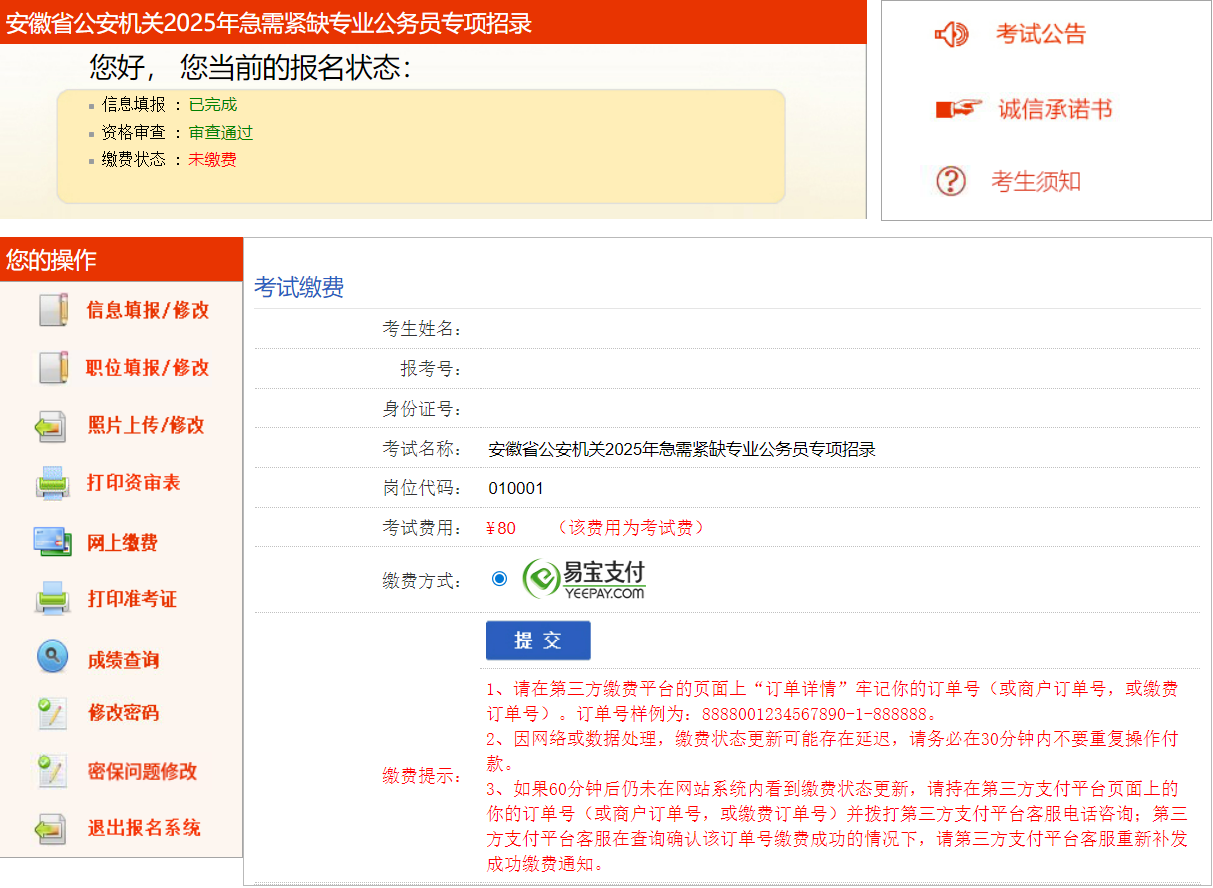 安徽省公安机关2025年急需紧缺专业公务员专项招录
您好， 您当前的报名状态：
信息填报 ：已完成
资格审查 ：审查通过
缴费状态 ：未缴费
考试公告
诚信承诺书
考生须知
您的操作
信息填报/修改
职位填报/修改
照片上传/修改
打印资审表
网上缴费
打印准考证
成绩查询
修改密码
密保问题修改
退出报名系统
考试缴费
考生姓名：
报考号：
身份证号：
考试名称： 安徽省公安机关2025年急需紧缺专业公务员专项招录
岗位代码： 010001
考试费用： ¥80 （该费用为考试费）
缴费方式： 易宝支付
YEEPAY.COM
提 交
缴费提示：
1、请在第三方缴费平台的页面上“订单详情”牢记你的订单号（或商户订单号，或缴费
订单号）。订单号样例为：8888001234567890-1-888888。
2、因网络或数据处理，缴费状态更新可能存在延迟，请务必在30分钟内不要重复操作付
款。
3、如果60分钟后仍未在网站系统内看到缴费状态更新，请持在第三方支付平台页面上的
你的订单号（或商户订单号，或缴费订单号）并拨打第三方支付平台客服电话咨询；第三
方支付平台客服在查询确认该订单号缴费成功的情况下，请第三方支付平台客服重新补发
成功缴费通知。